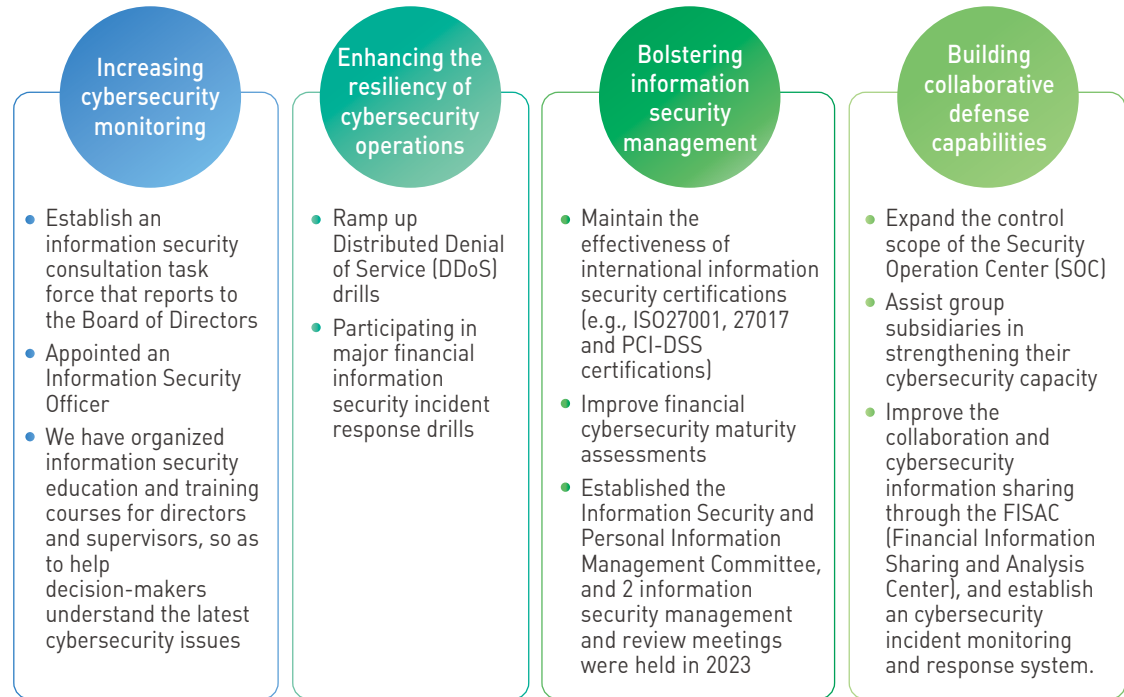 Increasing
cybersecurity
monitoring
Establish an
information security
consultation task
force that reports to
the Board of Directors
Appointed an
Information Security
Officer
We have organized
information security
education and training
courses for directors
and supervisors, so as
to help
decision-makers
understand the latest
cybersecurity issues
Enhancing the
resiliency of
cybersecurity
operations
Ramp up
Distributed Denial
of Service (DDoS)
drills
Participating in
major financial
information
security incident
response drills
Bolstering
information
security
management
Maintain the
effectiveness of
international information
security certifications
(e.g., ISO27001, 27017
and PCI-DSS
certifications)
Improve financial
cybersecurity maturity
assessments
Established the
Information Security and
Personal Information
Management Committee,
and 2 information
security management
and review meetings
were held in 2023
Building
collaborative
defense
capabilities
Expand the control
scope of the Security
Operation Center (SOC)
Assist group
subsidiaries in
strengthening their
cybersecurity capacity
Improve the
collaboration and
cybersecurity
information sharing
through the FISAC
(Financial Information
Sharing and Analysis
Center), and establish
an cybersecurity
incident monitoring
and response system.